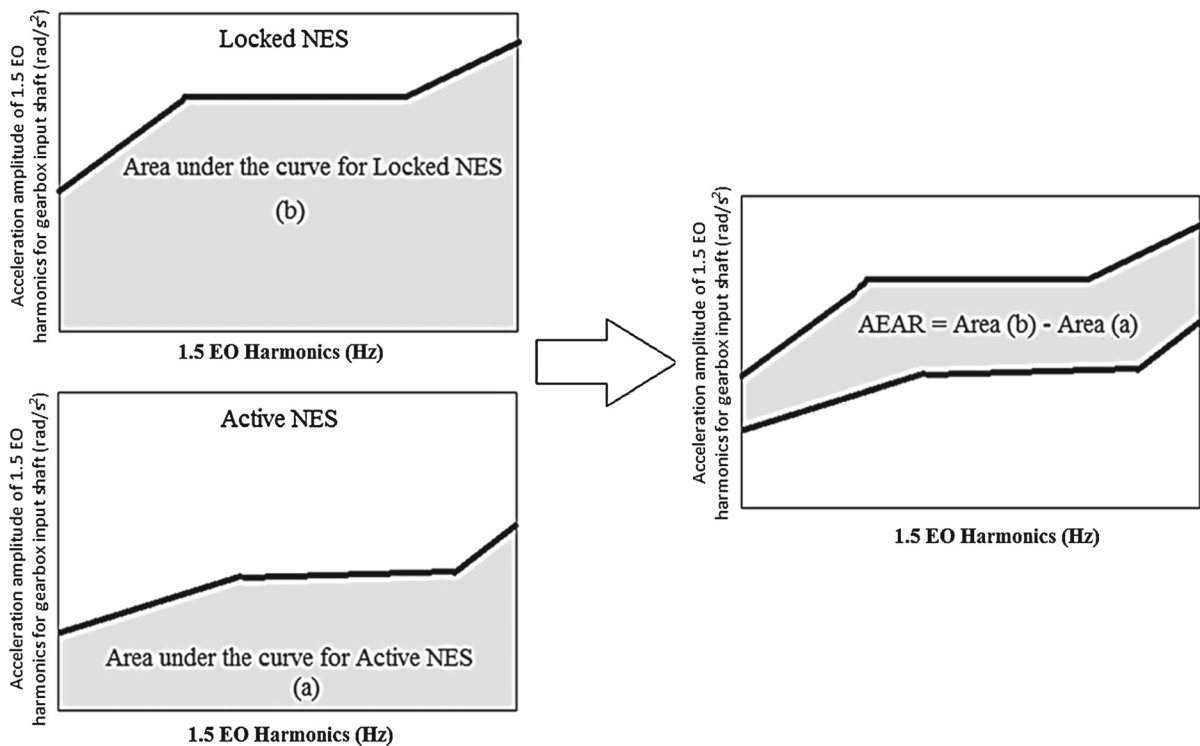 Locked NES
Acceleration amplitude of 1.5 EO
harmonics for gearbox input shaft (rad/s²)
Area under the curve for Locked NES
(b)
1.5 EO Harmonics (Hz)
Active NES
Acceleration amplitude of 1.5 EO
harmonics for gearbox input shaft (rad/s²)
Area under the curve for Active NES
(a)
1.5 EO Harmonics (Hz)
Acceleration amplitude of 1.5 EO
harmonics for gearbox input shaft (rad/s²)
AEAR = Area (b) - Area (a)
1.5 EO Harmonics (Hz)